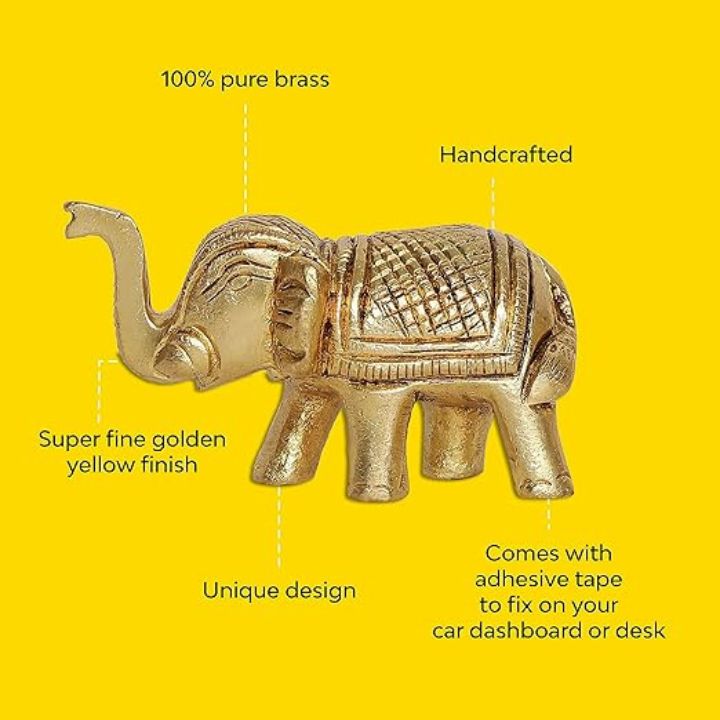 100% pure brass
Handcrafted
Super fine golden
yellow finish
Unique design
Comes with
adhesive tape
to fix on your
car dashboard or desk